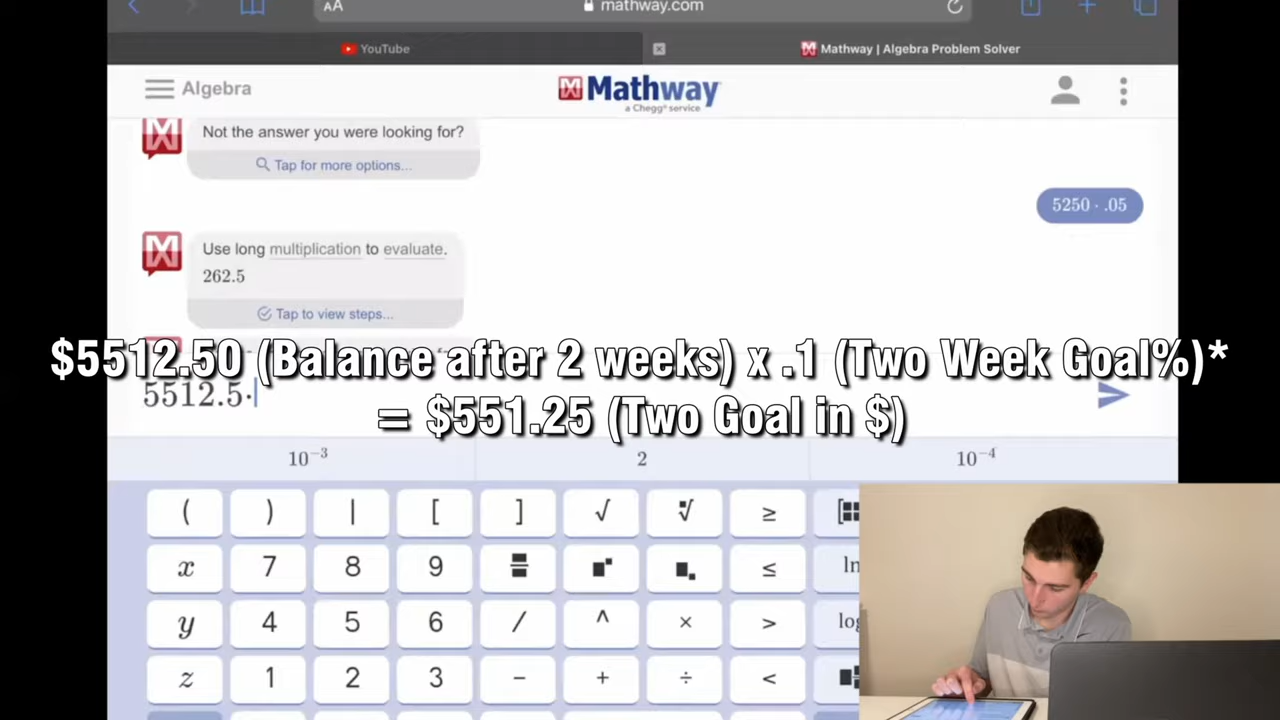 AA
mathway.com
YouTube
Mathway | Algebra Problem Solver
Algebra
Mathway
a Chegg® service
Not the answer you were looking for?
Tap for more options...
5250 · .05
Use long multiplication to evaluate.
262.5
Tap to view steps...
$5512.50 (Balance after 2 weeks) x .1 (Two Week Goal%)*
= $551.25 (Two Goal in $)
5512.5·
10⁻³ 2 10⁻⁴
( ) | [ ] √ ∛ ≥
x 7 8 9 ≤ ln
y 4 5 6 / ^ × > log
z 1 2 3 − + ÷ <